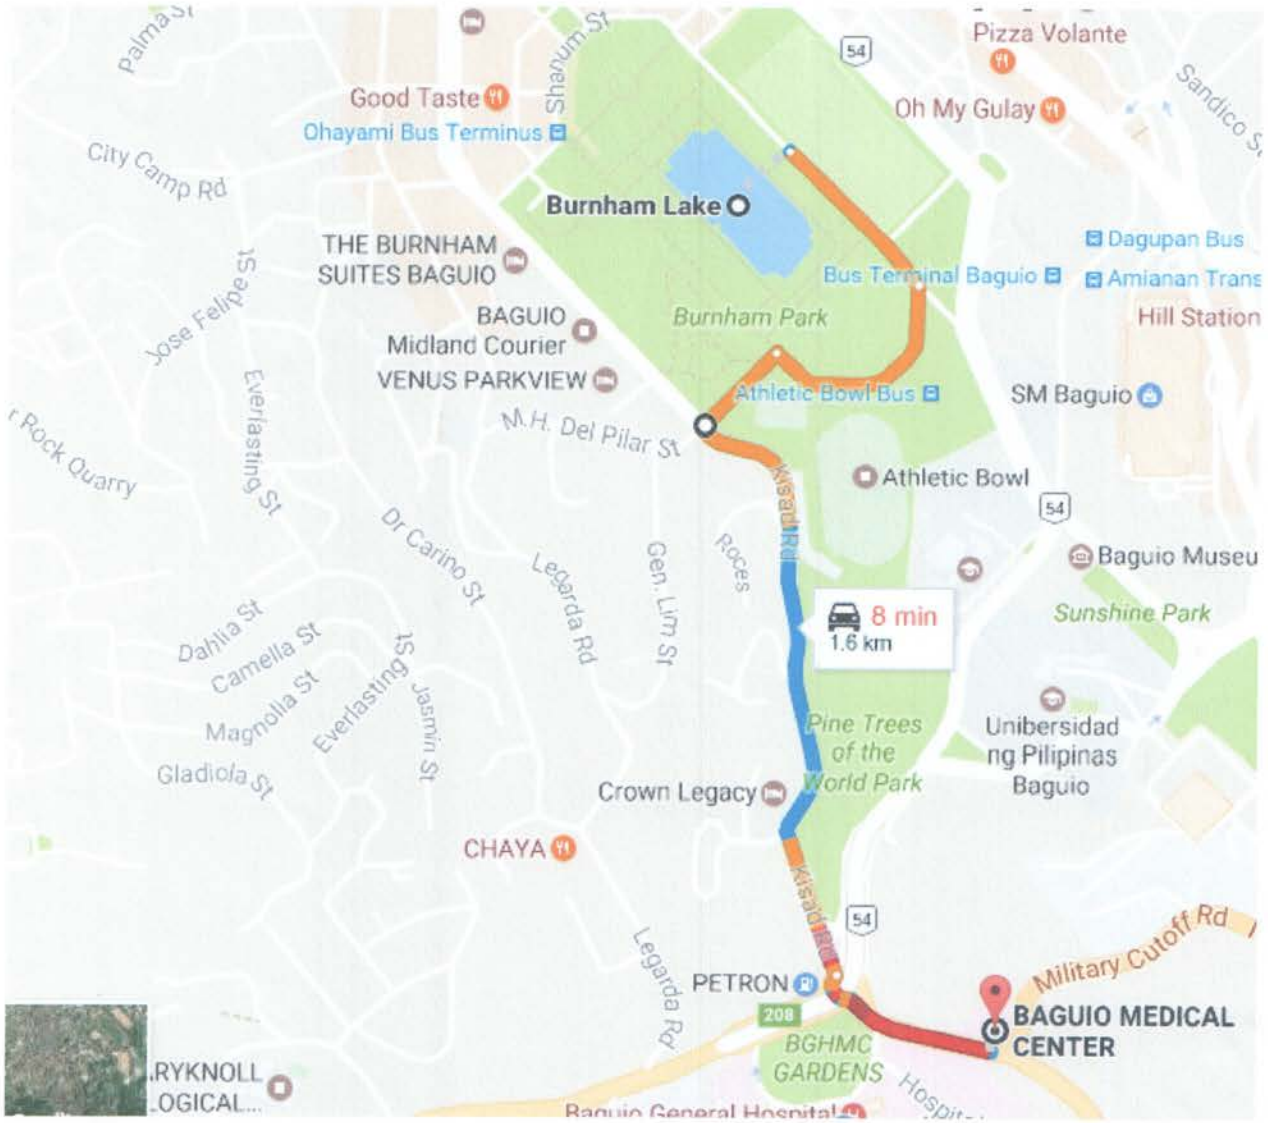 Palma St
Shanum St
54
Pizza Volante
Good Taste
Oh My Gulay
Ohayami Bus Terminus
Sandico St
City Camp Rd
Burnham Lake
THE BURNHAM
SUITES BAGUIO
Dagupan Bus
Bus Terminal Baguio
Amianan Trans
Jose Felipe St
BAGUIO
Midland Courier
Burnham Park
Hill Station
VENUS PARKVIEW
Athletic Bowl Bus
SM Baguio
M.H. Del Pilar St
r Rock Quarry
Everlasting St
Kisad Rd
Athletic Bowl
54
Dr Carino St
Legarda Rd
Gen. Lim St
Roces
Baguio Museu
8 min
1.6 km
Sunshine Park
Dahlia St
Camella St
Magnolla St
Everlasting St
Jasmin St
Gladiola St
Pine Trees
of the
World Park
Unibersidad
ng Pilipinas
Baguio
Crown Legacy
CHAYA
Kisad Rd
54
Legarda Rd
Military Cutoff Rd
PETRON
208
BAGUIO MEDICAL
CENTER
BGHMC
GARDENS
RYKNOLL
OGICAL...
Hospital
Baguio General Hospital